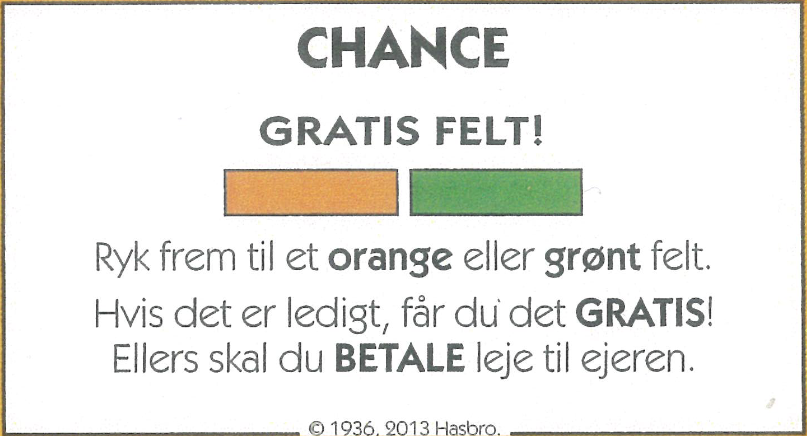 CHANCE
GRATIS FELT!
Ryk frem til et orange eller grønt felt.
Hvis det er ledigt, får du det GRATIS!
Ellers skal du BETALE leje til ejeren.
© 1936, 2013 Hasbro.